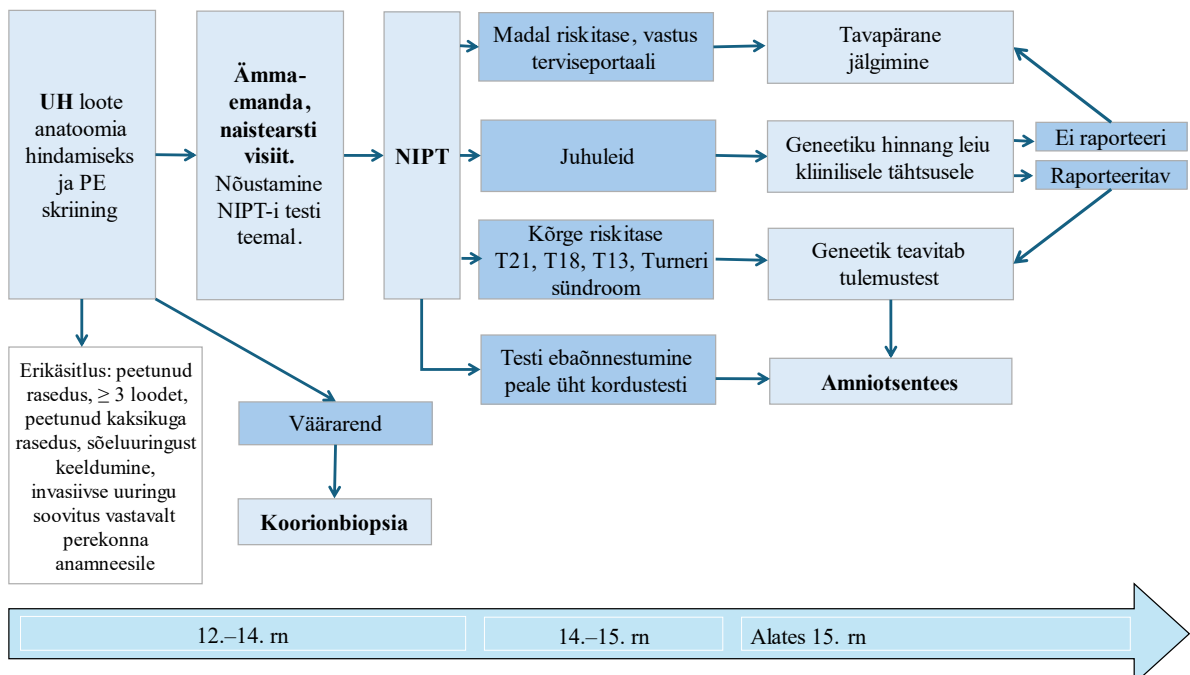 UH loote
anatoomia
hindamiseks
ja PE
skriining
Ämma-
emanda,
naistearsti
visiit.
Nõustamine
NIPT-i testi
teemal.
NIPT
Madal riskitase, vastus
terviseportaali
Tavapärane
jälgimine
Juhuleid
Geneetiku hinnang leiu
kliinilisele tähtsusele
Ei raporteeri
Raporteeritav
Kõrge riskitase
T21, T18, T13, Turneri
sündroom
Geneetik teavitab
tulemustest
Testi ebaõnnestumine
peale üht kordustesti
Amniotsentees
Erikäsitlus: peetunud
rasedus, ≥ 3 loodet,
peetunud kaksikuga
rasedus, sõeluuringust
keeldumine,
invasiivse uuringu
soovitus vastavalt
perekonna
anamneesile
Väärarend
Koorionbiopsia
12.–14. rn
14.–15. rn
Alates 15. rn